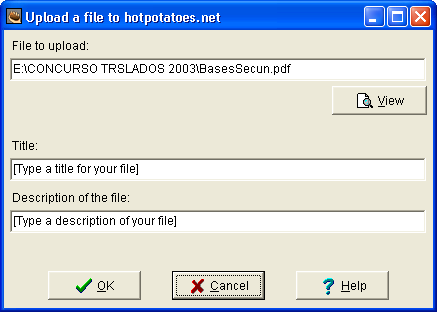 Upload a file to hotpotatoes.net
File to upload:
E:\CONCURSO TRSLADOS 2003\BasesSecun.pdf
View
Title:
[Type a title for your file]
Description of the file:
[Type a description of your file]
OK Cancel Help